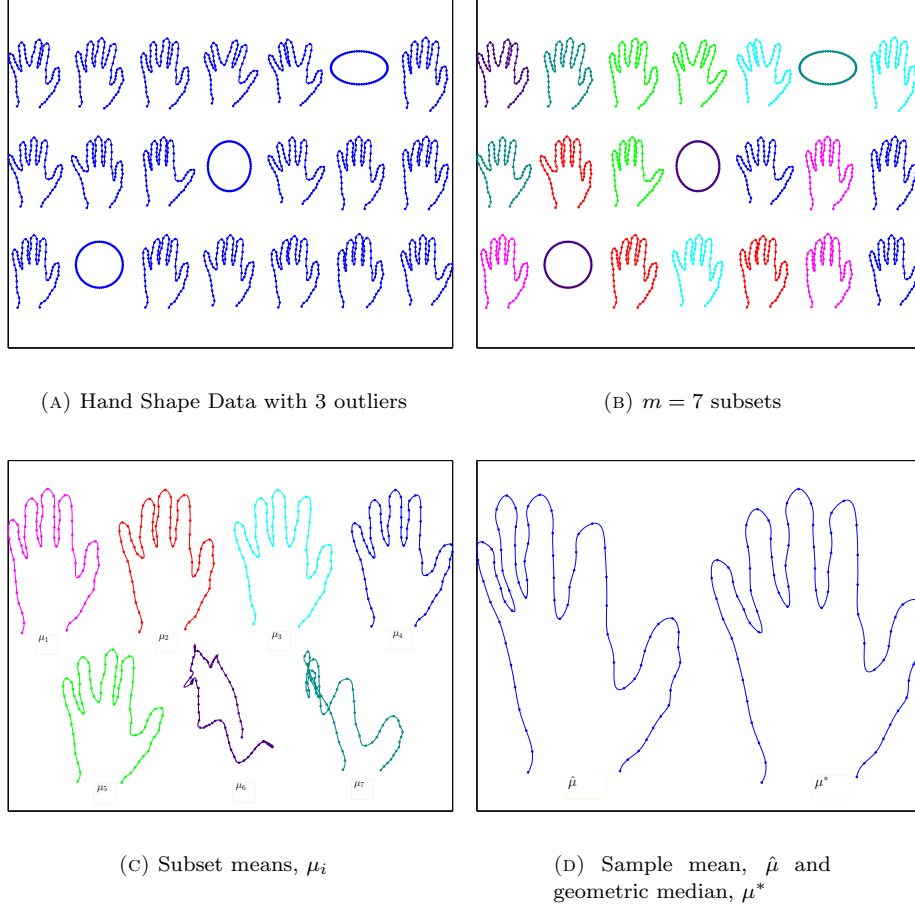 (A) Hand Shape Data with 3 outliers
(B) m = 7 subsets
μ₁
μ₂
μ₃
μ₄
μ₅
μ₆
μ₇
μ̂
μ*
(C) Subset means, μᵢ
(D) Sample mean, μ̂ and
geometric median, μ*